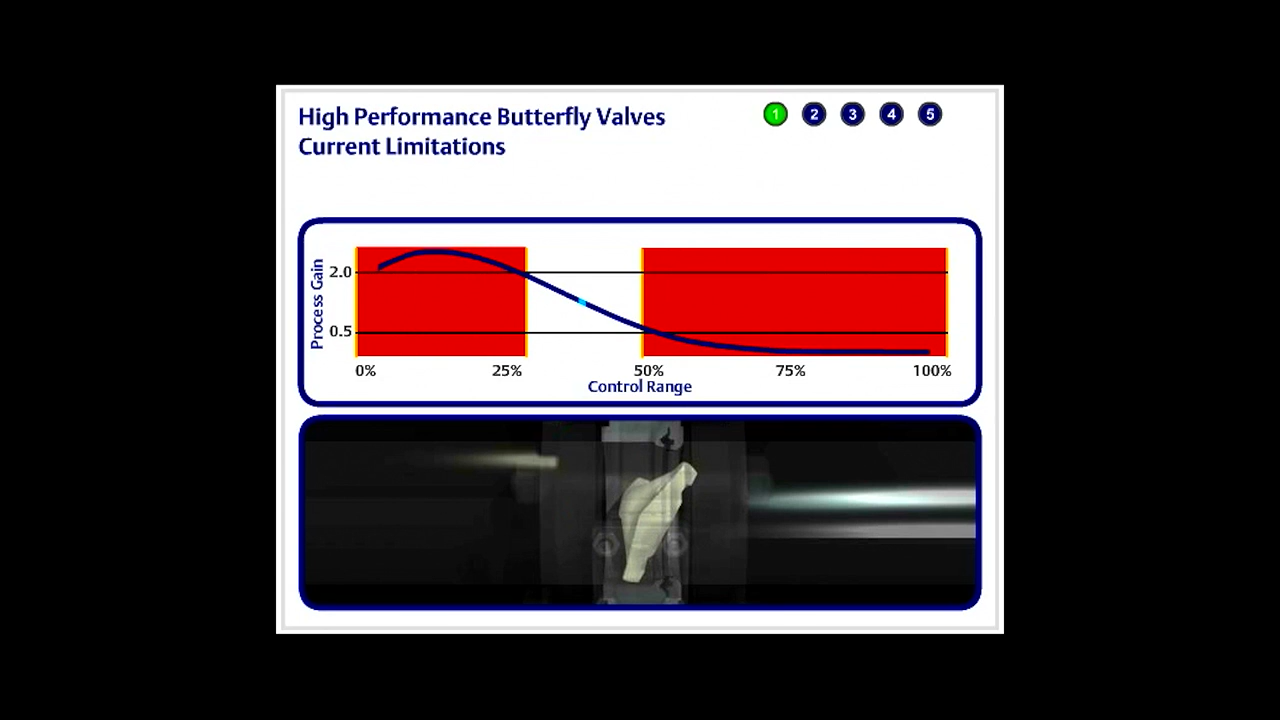 High Performance Butterfly Valves
Current Limitations
1 2 3 4 5
Process Gain
2.0
0.5
0% 25% 50% 75% 100%
Control Range